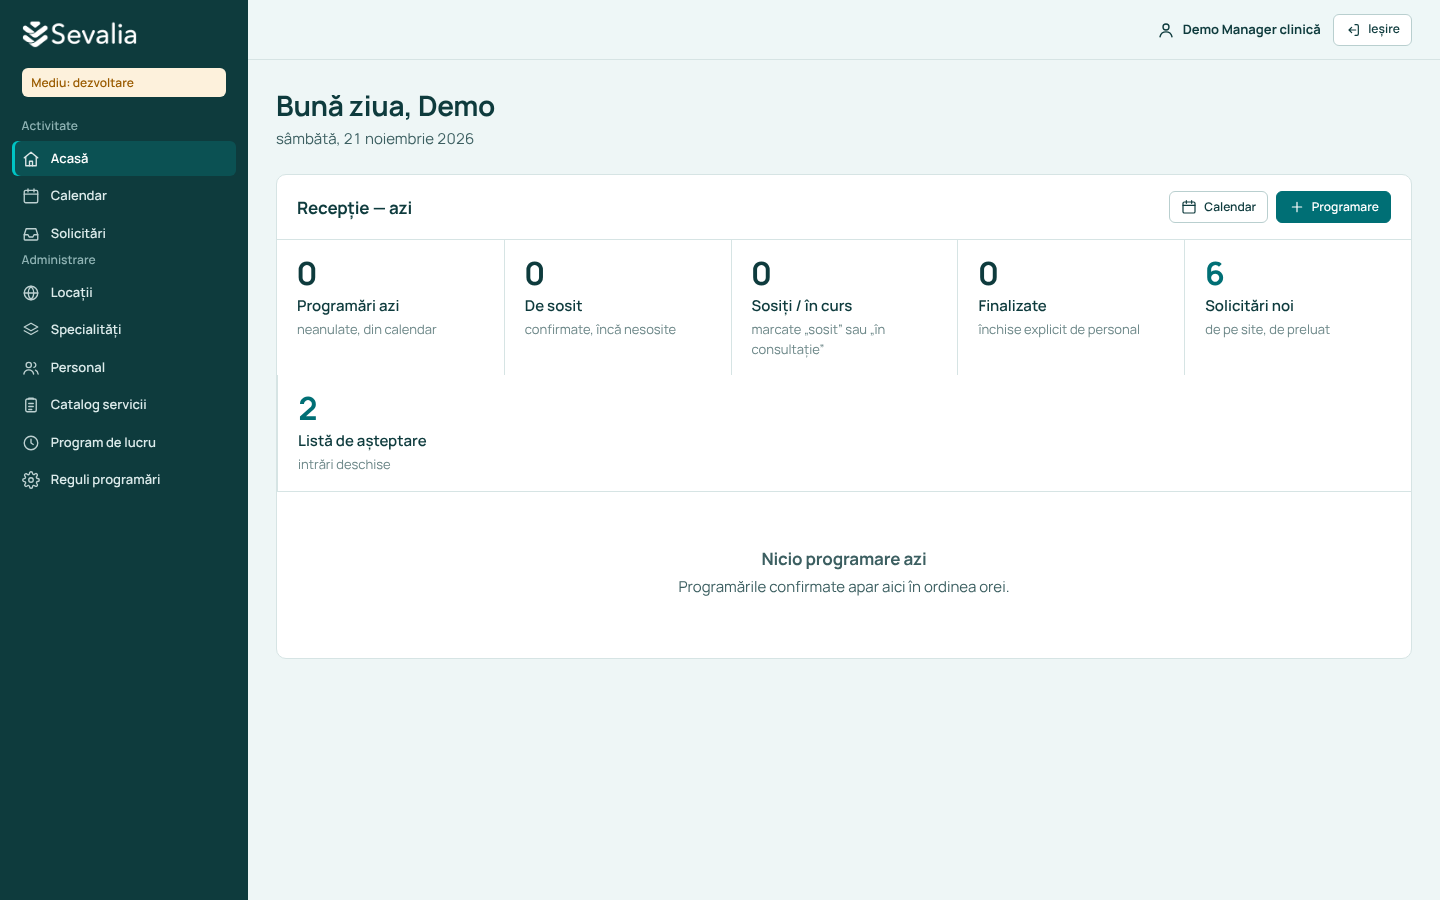 Sevalia
Mediu: dezvoltare
Activitate
Acasă
Calendar
Solicitări
Administrare
Locații
Specialități
Personal
Catalog servicii
Program de lucru
Reguli programări
Demo Manager clinică
Ieșire
Bună ziua, Demo
sâmbătă, 21 noiembrie 2026
Recepție — azi
Calendar
Programare
0
Programări azi
neanulate, din calendar
0
De sosit
confirmate, încă nesosite
0
Sosiți / în curs
marcate „sosit” sau „în
consultație”
0
Finalizate
închise explicit de personal
6
Solicitări noi
de pe site, de preluat
2
Listă de așteptare
intrări deschise
Nicio programare azi
Programările confirmate apar aici în ordinea orei.